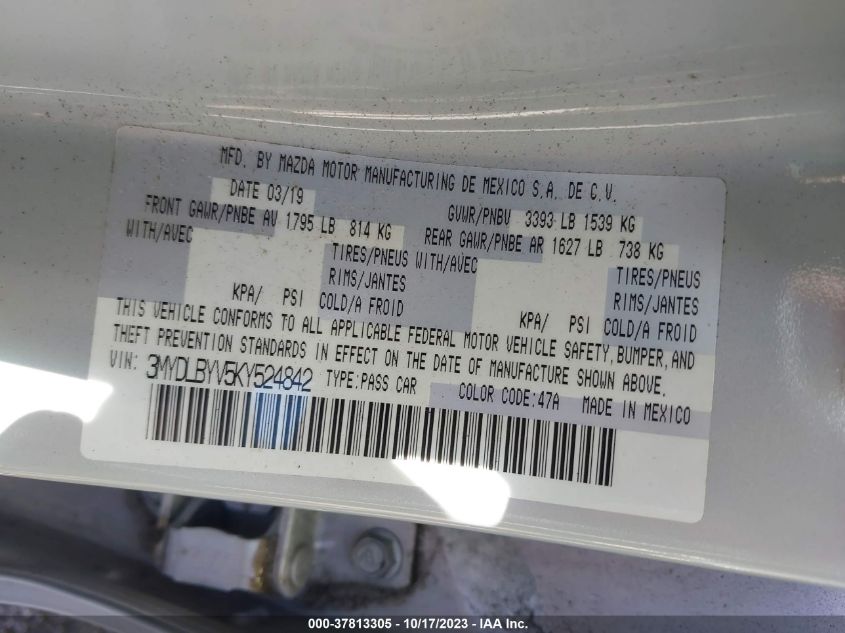 MFD. BY MAZDA MOTOR MANUFACTURING DE MEXICO S.A. DE C.V.
DATE 03/19 GVWR/PNBV 3393 LB 1539 KG
FRONT GAWR/PNBE AV 1795 LB 814 KG REAR GAWR/PNBE AR 1627 LB 738 KG
WITH/AVEC TIRES/PNEUS WITH/AVEC TIRES/PNEUS
RIMS/JANTES RIMS/JANTES
KPA/ PSI COLD/A FROID KPA/ PSI COLD/A FROID
THIS VEHICLE CONFORMS TO ALL APPLICABLE FEDERAL MOTOR VEHICLE SAFETY, BUMPER, AND
THEFT PREVENTION STANDARDS IN EFFECT ON THE DATE OF MANUFACTURE SHOWN ABOVE.
VIN: 3MYDLBYV5KY524842 TYPE:PASS CAR COLOR CODE:47A MADE IN MEXICO
000-37813305 - 10/17/2023 - IAA Inc.